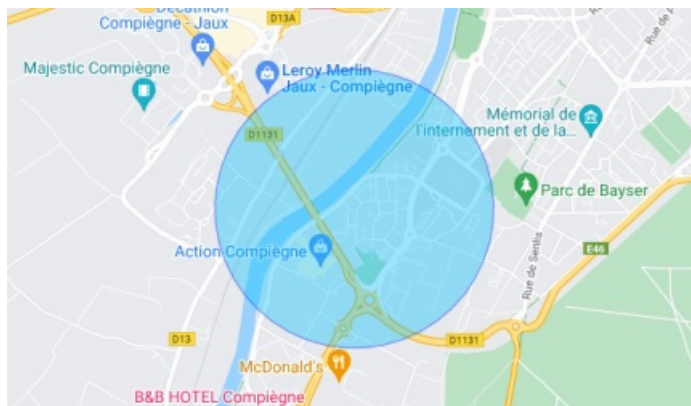 Decathlon
Compiègne - Jaux
D13A
Majestic Compiègne
Leroy Merlin
Jaux - Compiègne
D1131
Mémorial de
l'internement et de la...
Parc de Bayser
Action Compiègne
Rue de Senlis
E46
D13
D1131
McDonald's
B&B HOTEL Compiègne